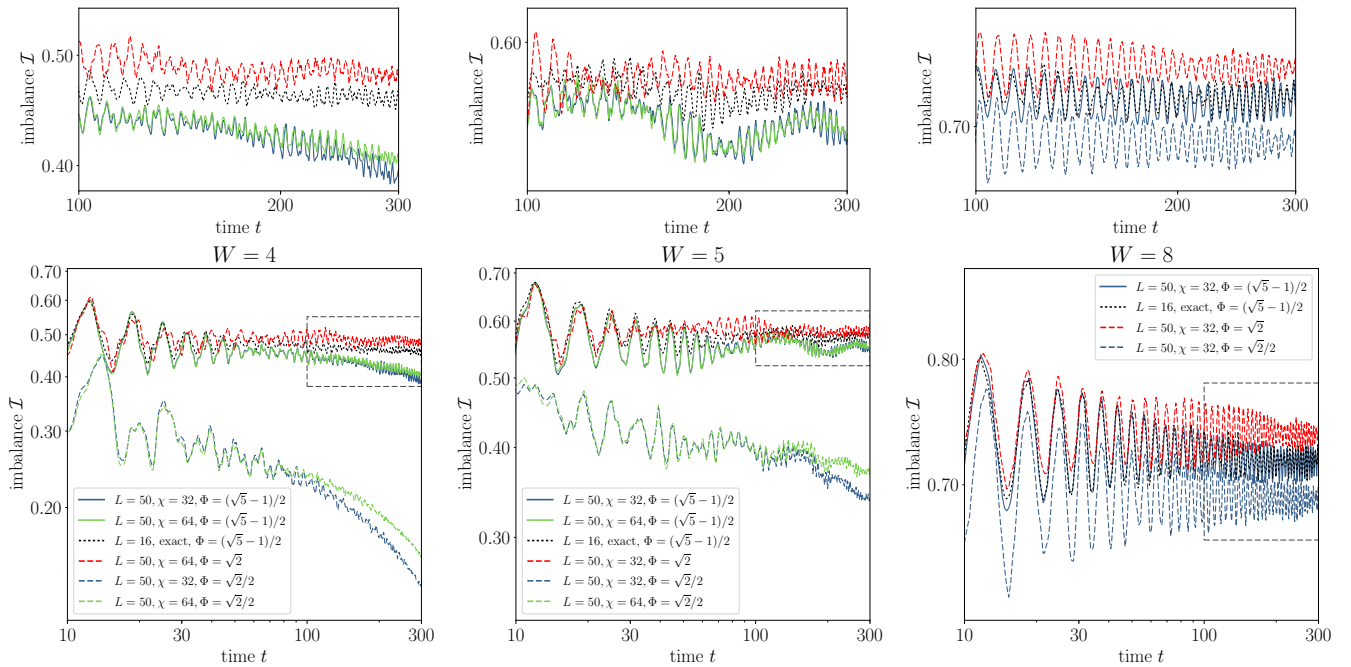 0.50
0.40
imbalance I
100
200
300
time t
0.60
imbalance I
100
200
300
time t
0.70
imbalance I
100
200
300
time t
W = 4
0.70
0.60
0.50
0.40
0.30
0.20
imbalance I
L = 50, χ = 32, Φ = (√5 − 1)/2
L = 50, χ = 64, Φ = (√5 − 1)/2
L = 16, exact, Φ = (√5 − 1)/2
L = 50, χ = 64, Φ = √2
L = 50, χ = 32, Φ = √2/2
L = 50, χ = 64, Φ = √2/2
10
30
100
300
time t
W = 5
0.70
0.60
0.50
0.40
0.30
imbalance I
L = 50, χ = 32, Φ = (√5 − 1)/2
L = 50, χ = 64, Φ = (√5 − 1)/2
L = 16, exact, Φ = (√5 − 1)/2
L = 50, χ = 32, Φ = √2
L = 50, χ = 32, Φ = √2/2
L = 50, χ = 64, Φ = √2/2
10
30
100
300
time t
W = 8
0.80
0.70
imbalance I
L = 50, χ = 32, Φ = (√5 − 1)/2
L = 16, exact, Φ = (√5 − 1)/2
L = 50, χ = 32, Φ = √2
L = 50, χ = 32, Φ = √2/2
10
30
100
300
time t